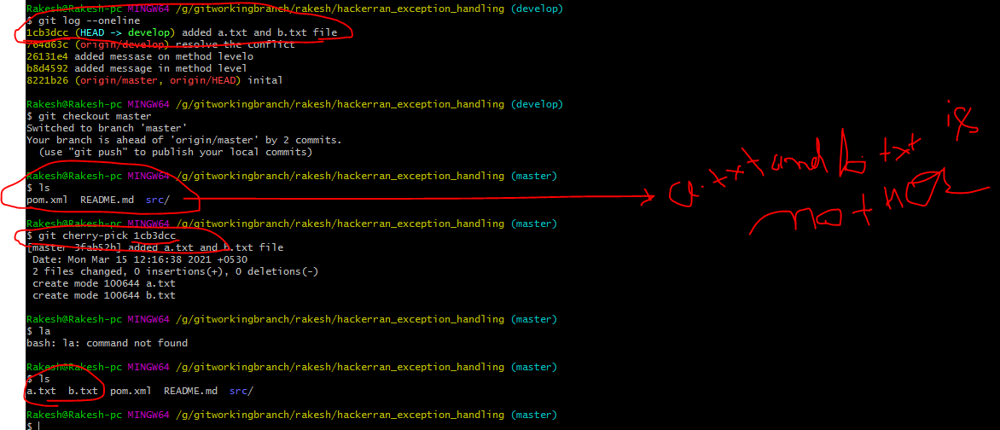 Rakesh@Rakesh-pc MINGW64 /g/gitworkingbranch/rakesh/hackerran_exception_handling (develop)
$ git log --oneline
1cb3dcc (HEAD -> develop) added a.txt and b.txt file
764d63c (origin/develop) resolve the conflict
26131e4 added message on method levelo
b8d4592 added message in method level
8221b26 (origin/master, origin/HEAD) inital
Rakesh@Rakesh-pc MINGW64 /g/gitworkingbranch/rakesh/hackerran_exception_handling (develop)
$ git checkout master
Switched to branch 'master'
Your branch is ahead of 'origin/master' by 2 commits.
(use "git push" to publish your local commits)
Rakesh@Rakesh-pc MINGW64 /g/gitworkingbranch/rakesh/hackerran_exception_handling (master)
$ ls
pom.xml README.md src/
a.txt and b.txt is
not
Rakesh@Rakesh-pc MINGW64 /g/gitworkingbranch/rakesh/hackerran_exception_handling (master)
$ git cherry-pick 1cb3dcc
[master 3fab52h] added a.txt and b.txt file
Date: Mon Mar 15 12:16:38 2021 +0530
2 files changed, 0 insertions(+), 0 deletions(-)
create mode 100644 a.txt
create mode 100644 b.txt
Rakesh@Rakesh-pc MINGW64 /g/gitworkingbranch/rakesh/hackerran_exception_handling (master)
$ la
bash: la: command not found
Rakesh@Rakesh-pc MINGW64 /g/gitworkingbranch/rakesh/hackerran_exception_handling (master)
$ ls
a.txt b.txt pom.xml README.md src/
Rakesh@Rakesh-pc MINGW64 /g/gitworkingbranch/rakesh/hackerran_exception_handling (master)
$